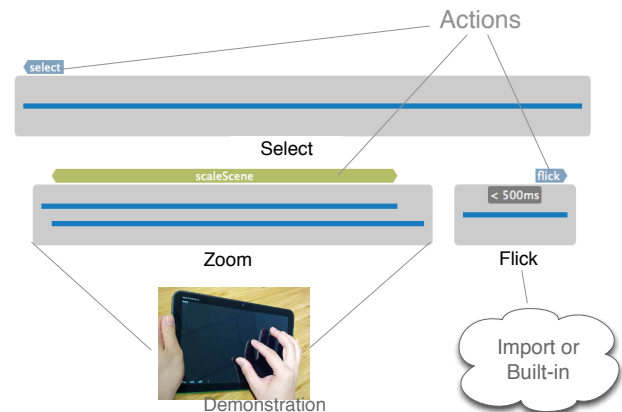 Actions
select
Select
scaleScene
flick
< 500ms
Zoom
Flick
Import or
Built-in
Demonstration